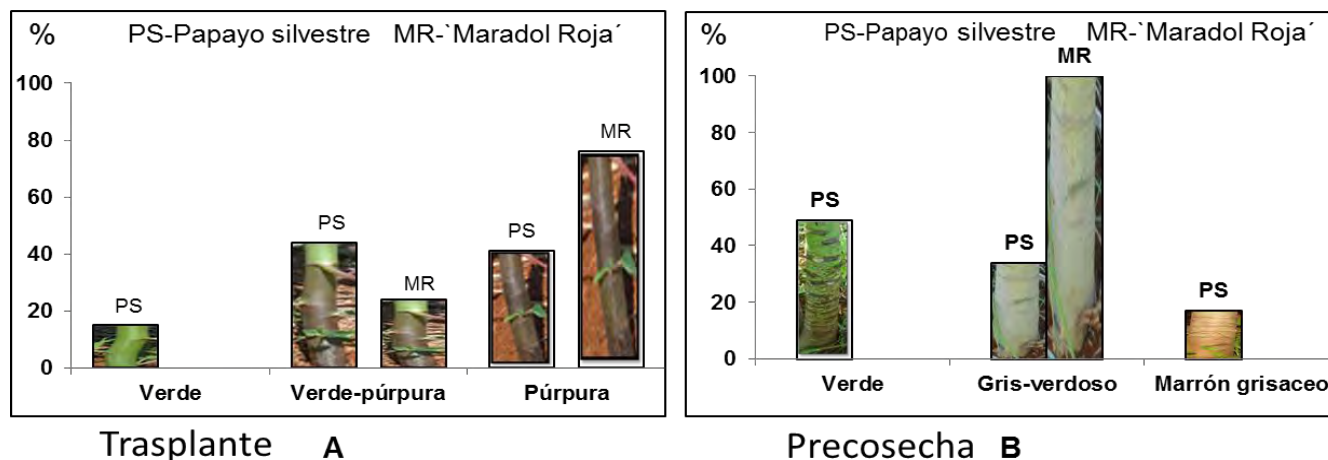 % PS-Papayo silvestre MR-`Maradol Roja´
100
80
60
40
20
0
PS
PS
MR
PS
MR
Verde Verde-púrpura Púrpura
Trasplante A
% PS-Papayo silvestre MR-`Maradol Roja´
100
80
60
40
20
0
PS
PS
MR
PS
Verde Gris-verdoso Marrón grisaceo
Precosecha B